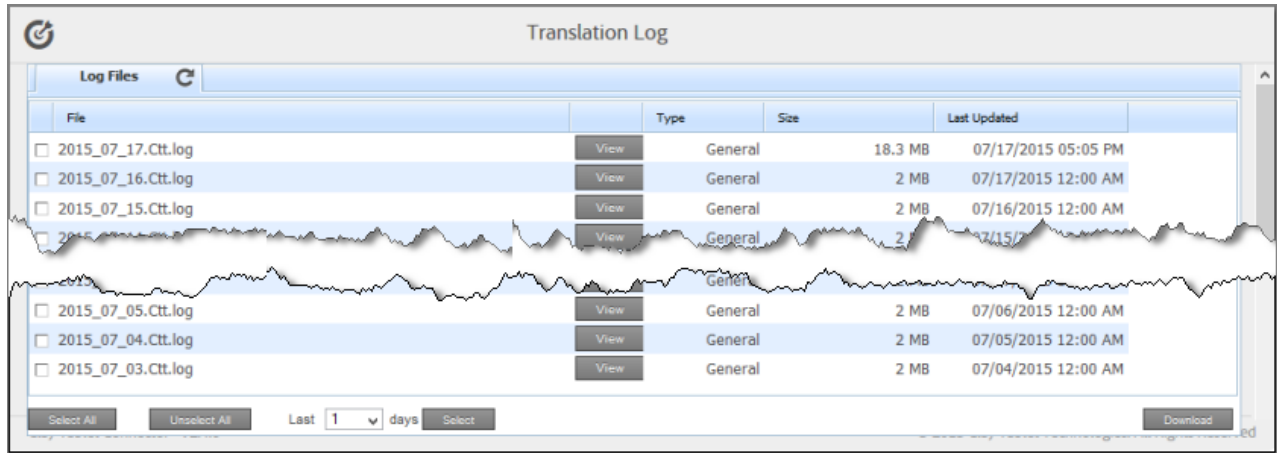 Translation Log
Log Files
File Type Size Last Updated
2015_07_17.Ctt.log View General 18.3 MB 07/17/2015 05:05 PM
2015_07_16.Ctt.log View General 2 MB 07/17/2015 12:00 AM
2015_07_15.Ctt.log View General 2 MB 07/16/2015 12:00 AM
View General 2
General
2015_07_05.Ctt.log View General 2 MB 07/06/2015 12:00 AM
2015_07_04.Ctt.log View General 2 MB 07/05/2015 12:00 AM
2015_07_03.Ctt.log View General 2 MB 07/04/2015 12:00 AM
Select All Unselect All Last 1 days Select Download